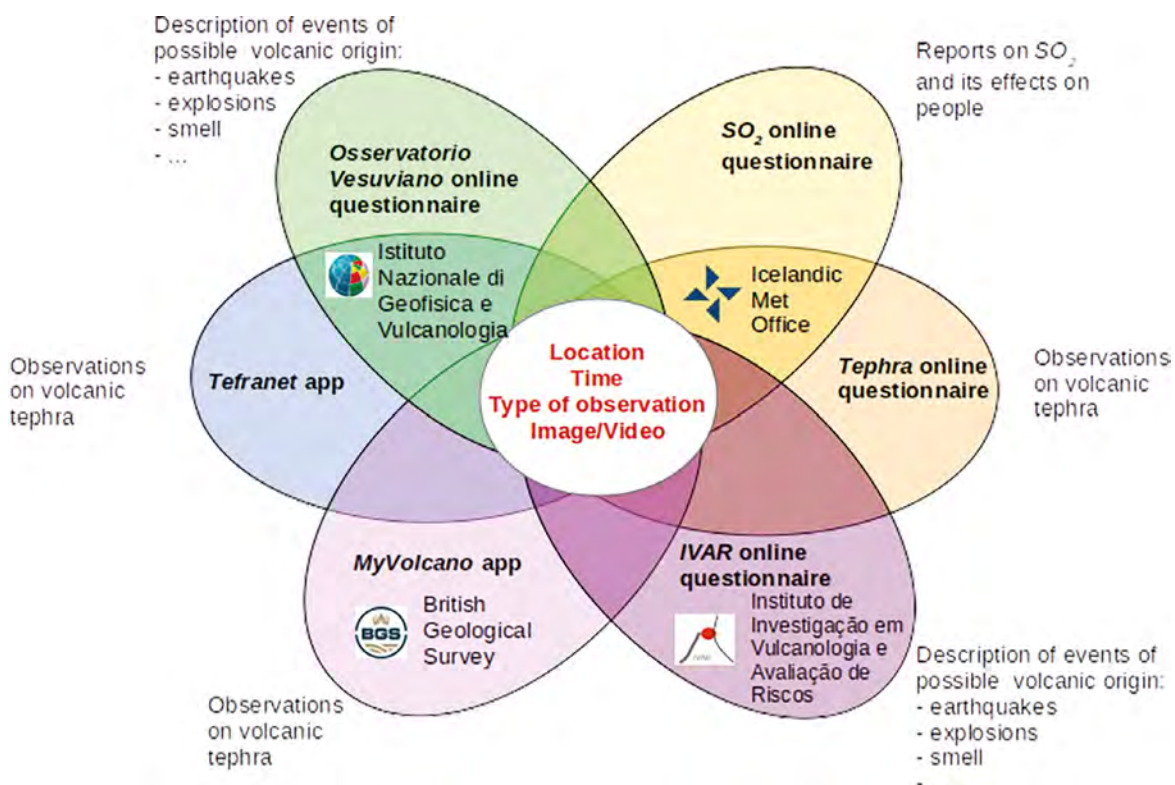 Description of events of
possible volcanic origin:
- earthquakes
- explosions
- smell
- ...
Reports on SO2
and its effects on
people
Osservatorio
Vesuviano online
questionnaire
SO2 online
questionnaire
Istituto
Nazionale di
Geofisica e
Vulcanologia
Icelandic
Met
Office
Observations
on volcanic
tephra
Tefranet app
Location
Time
Type of observation
Image/Video
Tephra online
questionnaire
Observations
on volcanic
tephra
MyVolcano app
BGS
British
Geological
Survey
IVAR online
questionnaire
Instituto de
Investigação em
Vulcanologia e
Avaliação de
Riscos
Observations
on volcanic
tephra
Description of events of
possible volcanic origin:
- earthquakes
- explosions
- smell
-